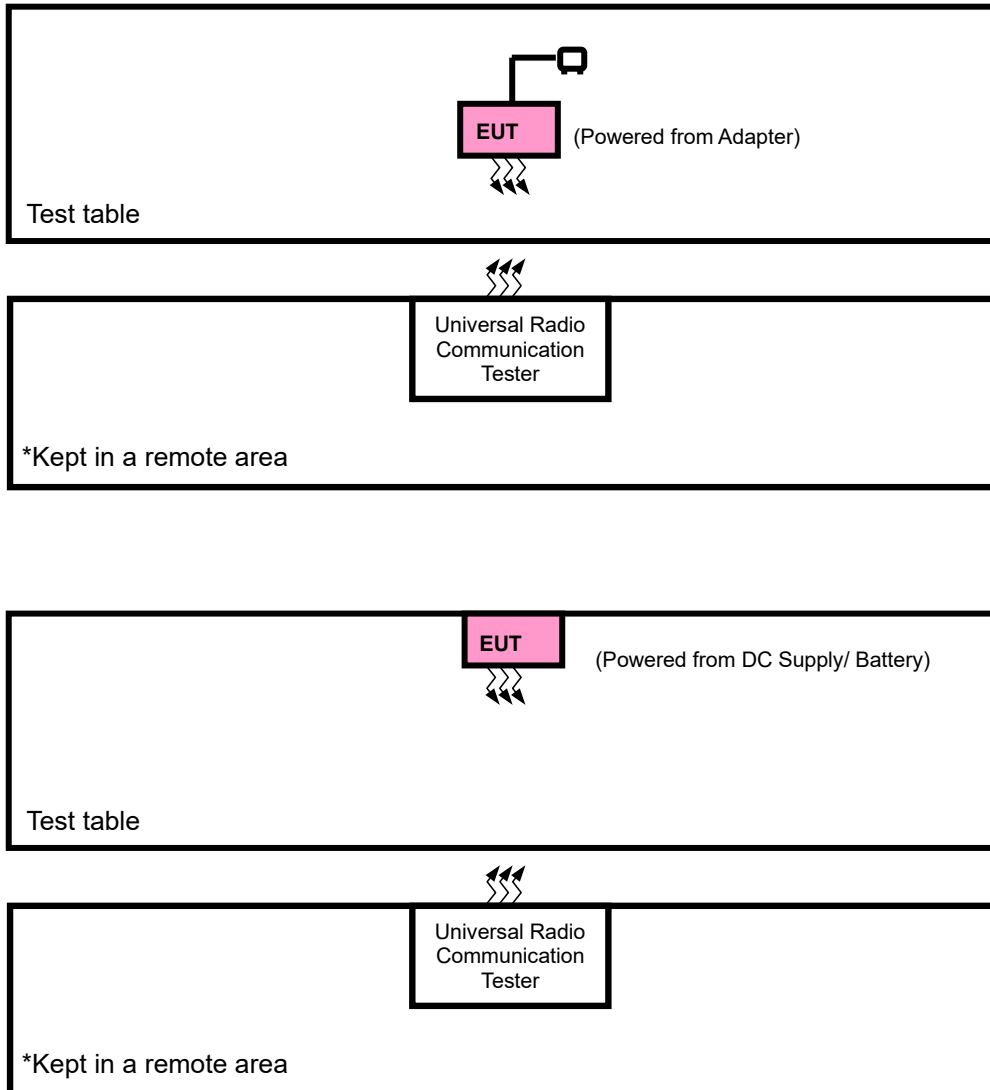 EUT
(Powered from Adapter)
Test table
Universal Radio
Communication
Tester
*Kept in a remote area
EUT
(Powered from DC Supply/ Battery)
Test table
Universal Radio
Communication
Tester
*Kept in a remote area